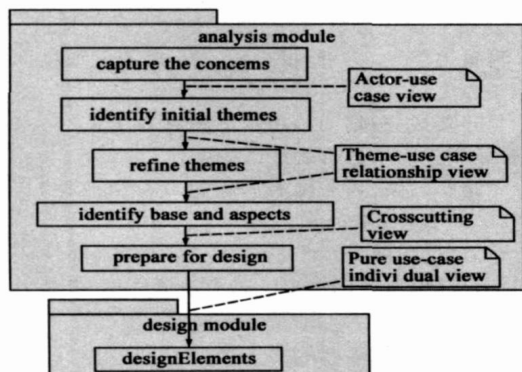 analysis module
capture the concems
Actor-use
case view
identify initial themes
refine themes
Theme-use case
relationship view
identify base and aspects
Crosscutting
view
prepare for design
Pure use-case
indivi dual view
design module
designElements